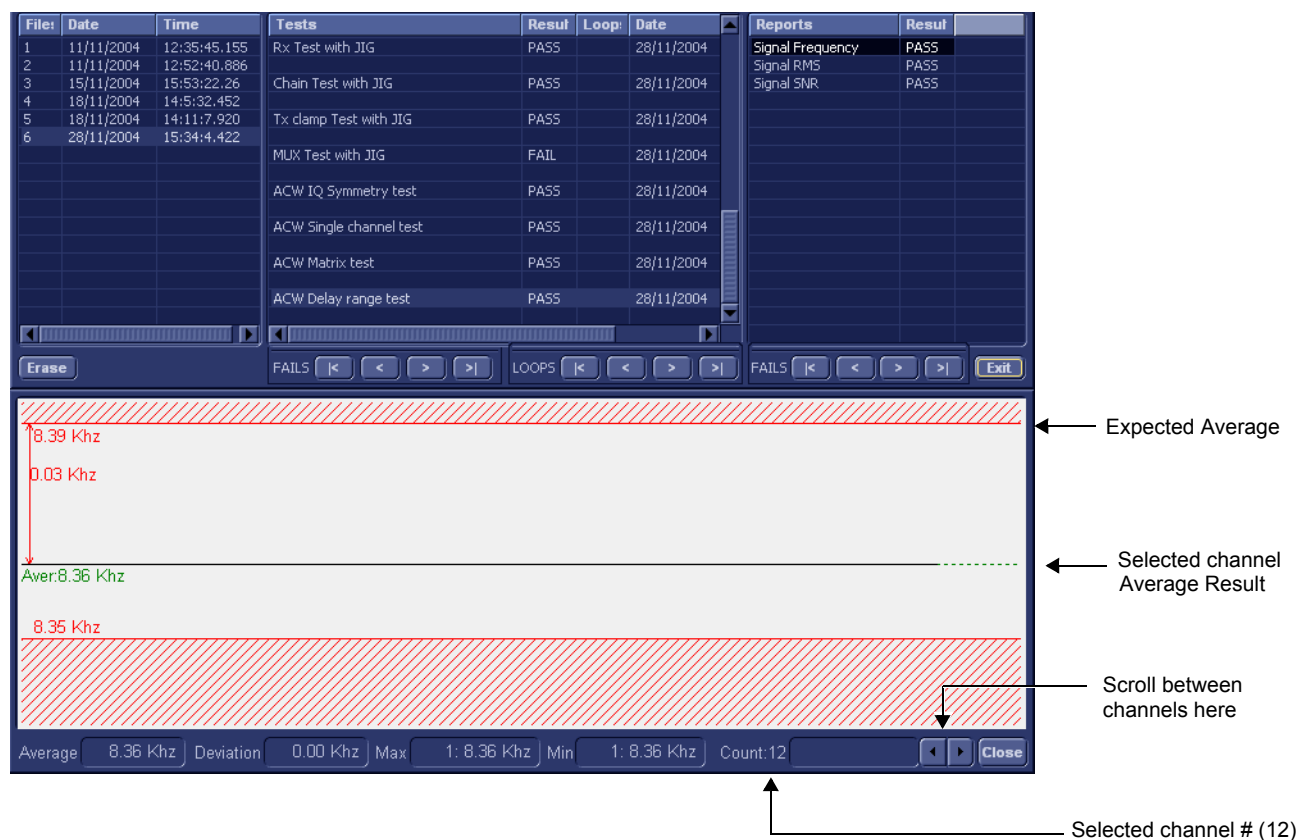 File: Date Time
1 11/11/2004 12:35:45.155
2 11/11/2004 12:52:40.886
3 15/11/2004 15:53:22.26
4 18/11/2004 14:5:32.452
5 18/11/2004 14:11:7.920
6 28/11/2004 15:34:4.422
Erase
Tests Result Loop: Date
Rx Test with JIG PASS 28/11/2004
Chain Test with JIG PASS 28/11/2004
Tx clamp Test with JIG PASS 28/11/2004
MUX Test with JIG FAIL 28/11/2004
ACW IQ Symmetry test PASS 28/11/2004
ACW Single channel test PASS 28/11/2004
ACW Matrix test PASS 28/11/2004
ACW Delay range test PASS 28/11/2004
FAILS |< < > >| LOOPS |< < > >|
Reports Result
Signal Frequency PASS
Signal RMS PASS
Signal SNR PASS
FAILS |< < > >| Exit
8.39 Khz
0.03 Khz
Aver:8.36 Khz
8.35 Khz
Average 8.36 Khz Deviation 0.00 Khz Max 1: 8.36 Khz Min 1: 8.36 Khz Count:12 Close
Expected Average
Selected channel
Average Result
Scroll between
channels here
Selected channel # (12)